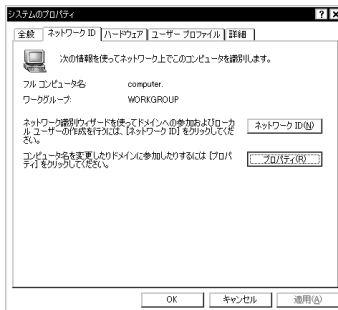 システムのプロパティ
全般 ネットワーク ID ハードウェア ユーザー プロファイル 詳細
次の情報を使ってネットワーク上でこのコンピュータを識別します。
フル コンピュータ名: computer.
ワークグループ: WORKGROUP
ネットワーク識別ウィザードを使ってドメインへの参加およびローカ
ル ユーザーの作成を行うには、[ネットワーク ID] をクリックしてくだ
さい。
ネットワーク ID(N)
コンピュータ名を変更したりドメインに参加したりするには [プロパ
ティ] をクリックしてください。
プロパティ(R)
OK キャンセル 適用(A)